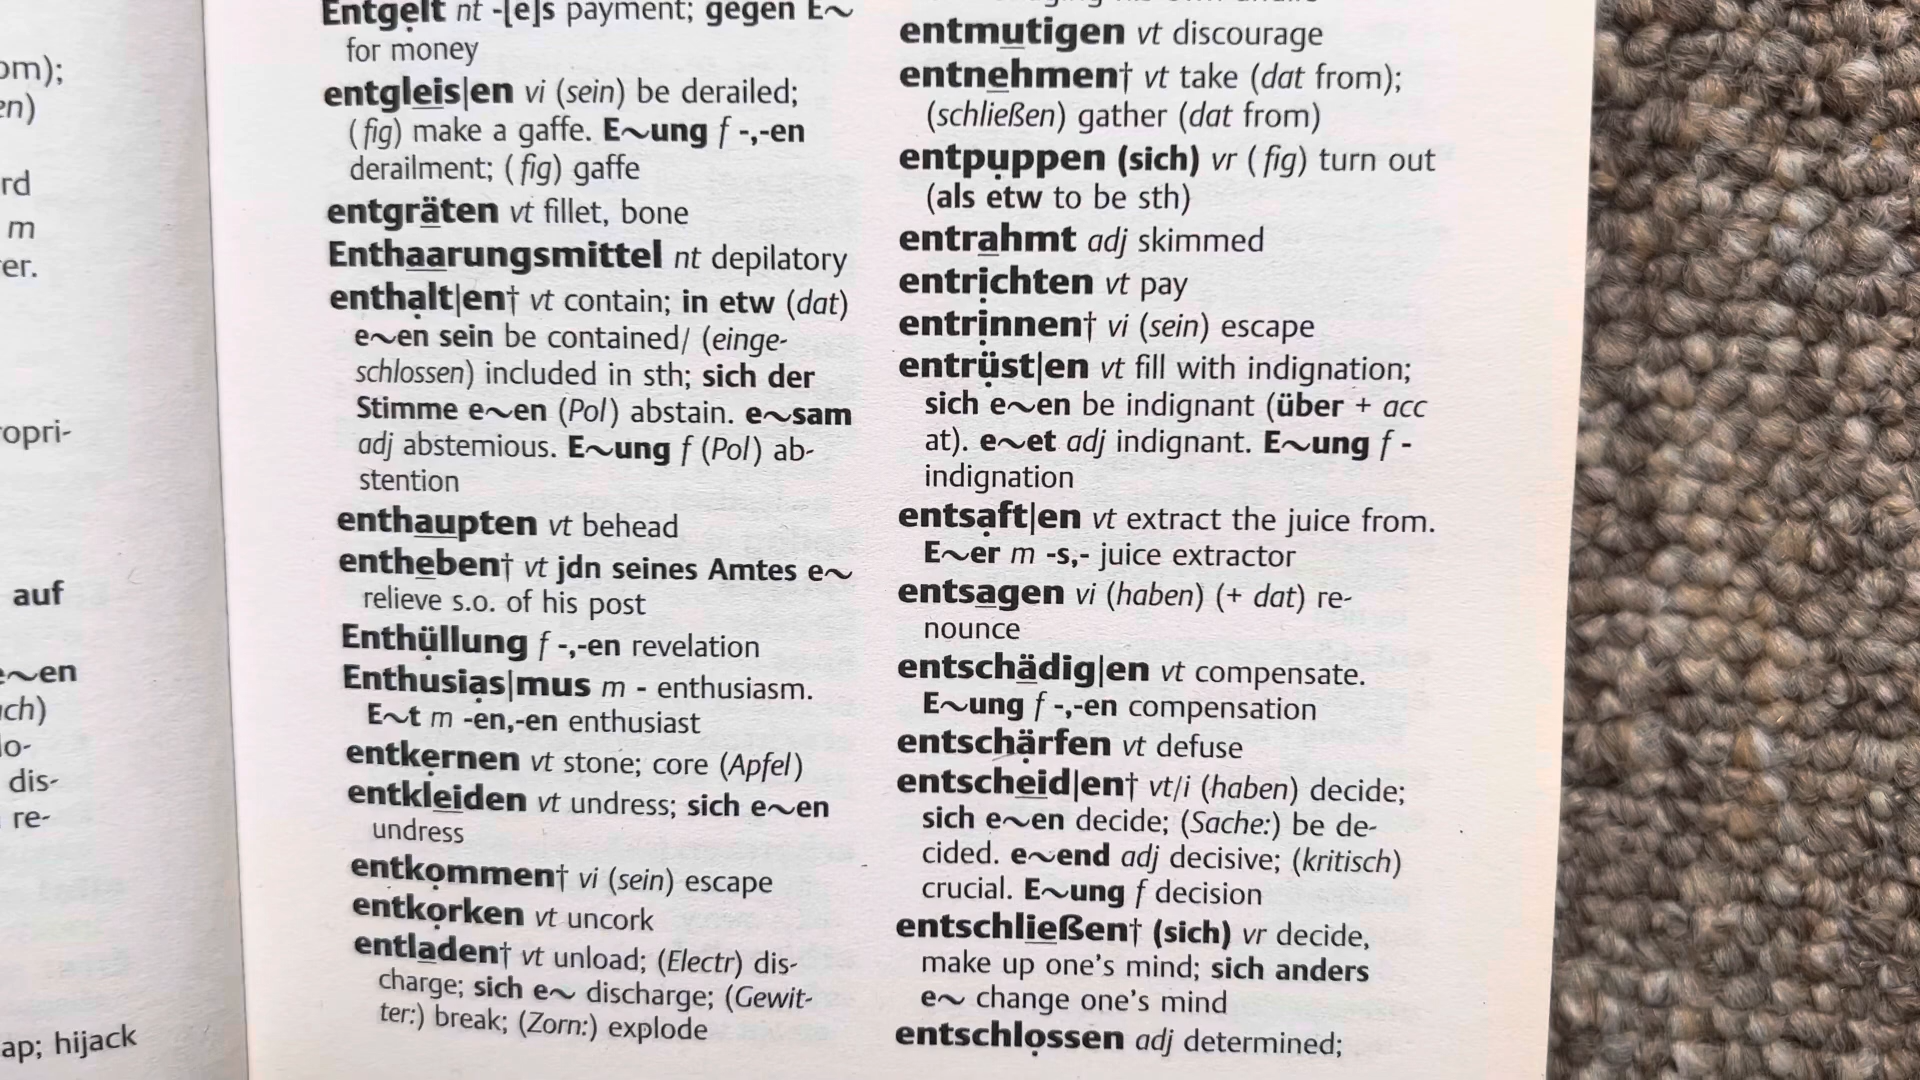 om);
en)
rd
m
er.
opri-
auf
e~en
ch)
lo-
dis-
re-
ap; hijack
Entgelt nt -[e]s payment; gegen E~
for money
entgleis|en vi (sein) be derailed;
(fig) make a gaffe. E~ung f -,-en
derailment; (fig) gaffe
entgräten vt fillet, bone
Enthaarungsmittel nt depilatory
enthalt|en† vt contain; in etw (dat)
e~en sein be contained/ (einge-
schlossen) included in sth; sich der
Stimme e~en (Pol) abstain. e~sam
adj abstemious. E~ung f (Pol) ab-
stention
enthaupten vt behead
entheben† vt jdn seines Amtes e~
relieve s.o. of his post
Enthüllung f -,-en revelation
Enthusias|mus m - enthusiasm.
E~t m -en,-en enthusiast
entkernen vt stone; core (Apfel)
entkleiden vt undress; sich e~en
undress
entkommen† vi (sein) escape
entkorken vt uncork
entladen† vt unload; (Electr) dis-
charge; sich e~ discharge; (Gewit-
ter:) break; (Zorn:) explode
entmutigen vt discourage
entnehmen† vt take (dat from);
(schließen) gather (dat from)
entpuppen (sich) vr (fig) turn out
(als etw to be sth)
entrahmt adj skimmed
entrichten vt pay
entrinnen† vi (sein) escape
entrüst|en vt fill with indignation;
sich e~en be indignant (über + acc
at). e~et adj indignant. E~ung f -
indignation
entsaft|en vt extract the juice from.
E~er m -s,- juice extractor
entsagen vi (haben) (+ dat) re-
nounce
entschädig|en vt compensate.
E~ung f -,-en compensation
entschärfen vt defuse
entscheid|en† vt/i (haben) decide;
sich e~en decide; (Sache:) be de-
cided. e~end adj decisive; (kritisch)
crucial. E~ung f decision
entschließen† (sich) vr decide,
make up one's mind; sich anders
e~ change one's mind
entschlossen adj determined;